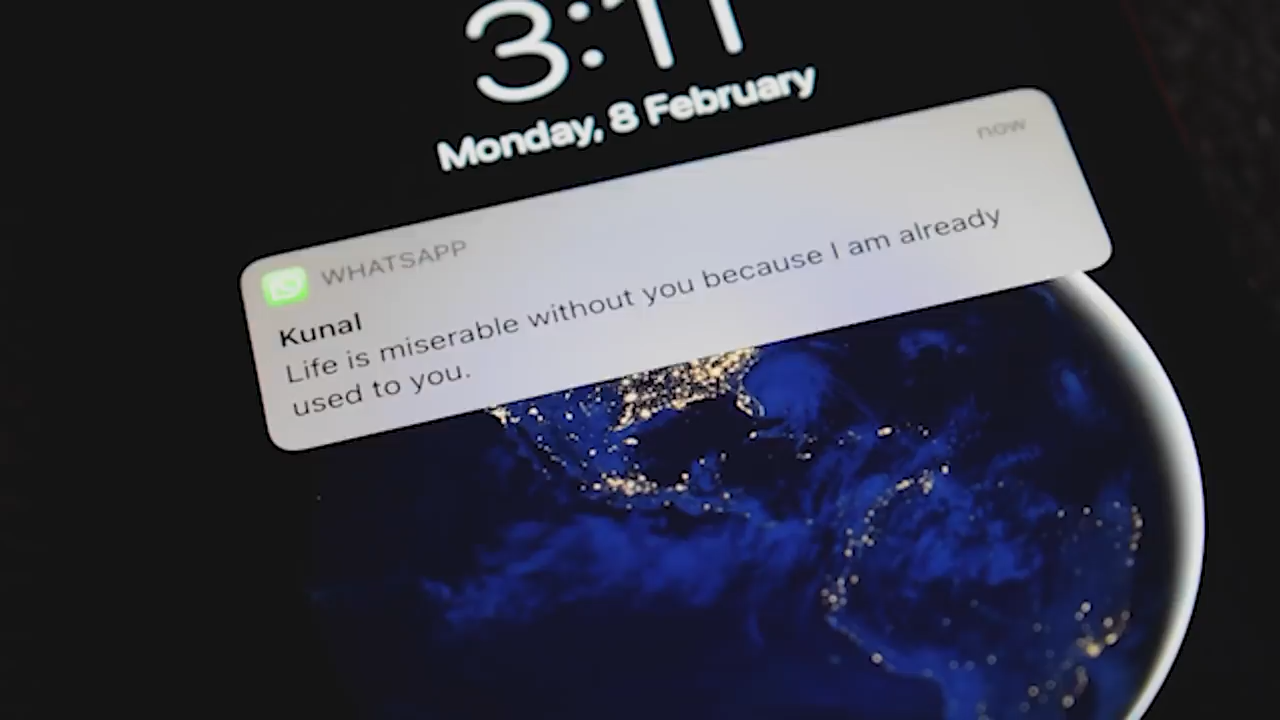 3:11
Monday, 8 February
WHATSAPP
now
Kunal
Life is miserable without you because I am already
used to you.